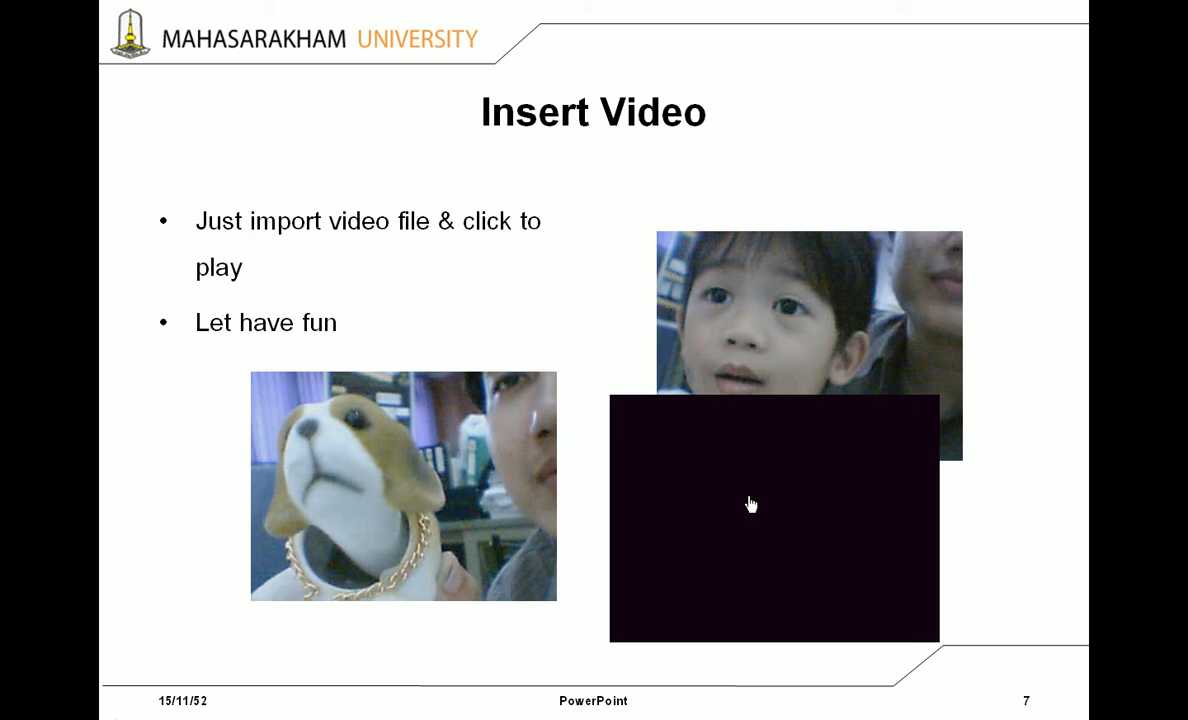 MAHASARAKHAM UNIVERSITY
Insert Video
• Just import video file & click to
play
• Let have fun
15/11/52
PowerPoint
7